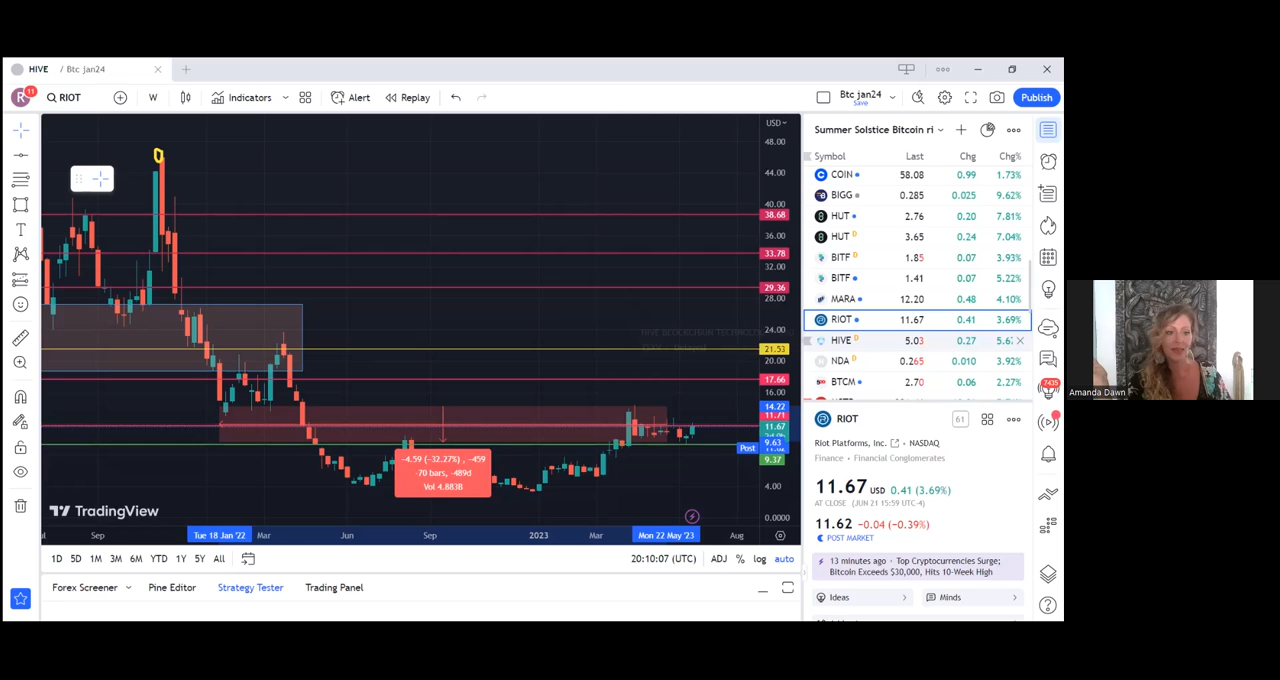 HIVE / Btc jan24
R 11 RIOT W Indicators Alert Replay Btc jan24 Save Publish
USD
48.00
44.00
40.00
38.68
36.00
33.78
32.00
29.36
28.00
24.00
21.53
20.00
17.66
16.00
14.22
11.71
11.67
9.63
Post
9.37
4.00
0.0000
-4.59 (-32.27%) , -459
-70 bars, -489d
Vol 4.883B
TradingView
Sep Tue 18 Jan '22 Mar Jun Sep 2023 Mar Mon 22 May '23 Aug
1D 5D 1M 3M 6M YTD 1Y 5Y All 20:10:07 (UTC) ADJ % log auto
Forex Screener Pine Editor Strategy Tester Trading Panel
Summer Solstice Bitcoin ri
Symbol Last Chg Chg%
COIN 58.08 0.99 1.73%
BIGG 0.285 0.025 9.62%
HUT 2.76 0.20 7.81%
HUT D 3.65 0.24 7.04%
BITF D 1.85 0.07 3.93%
BITF 1.41 0.07 5.22%
MARA 12.20 0.48 4.10%
RIOT 11.67 0.41 3.69%
HIVE D 5.03 0.27
NDA D 0.265 0.010 3.92%
BTCM 2.70 0.06 2.27%
RIOT 61
Riot Platforms, Inc. • NASDAQ
Finance • Financial Conglomerates
11.67 USD 0.41 (3.69%)
AT CLOSE (JUN 21 15:59 UTC-4)
11.62 −0.04 (−0.39%)
POST MARKET
13 minutes ago · Top Cryptocurrencies Surge;
Bitcoin Exceeds $30,000, Hits 10-Week High
Ideas Minds
7435
Amanda Dawn